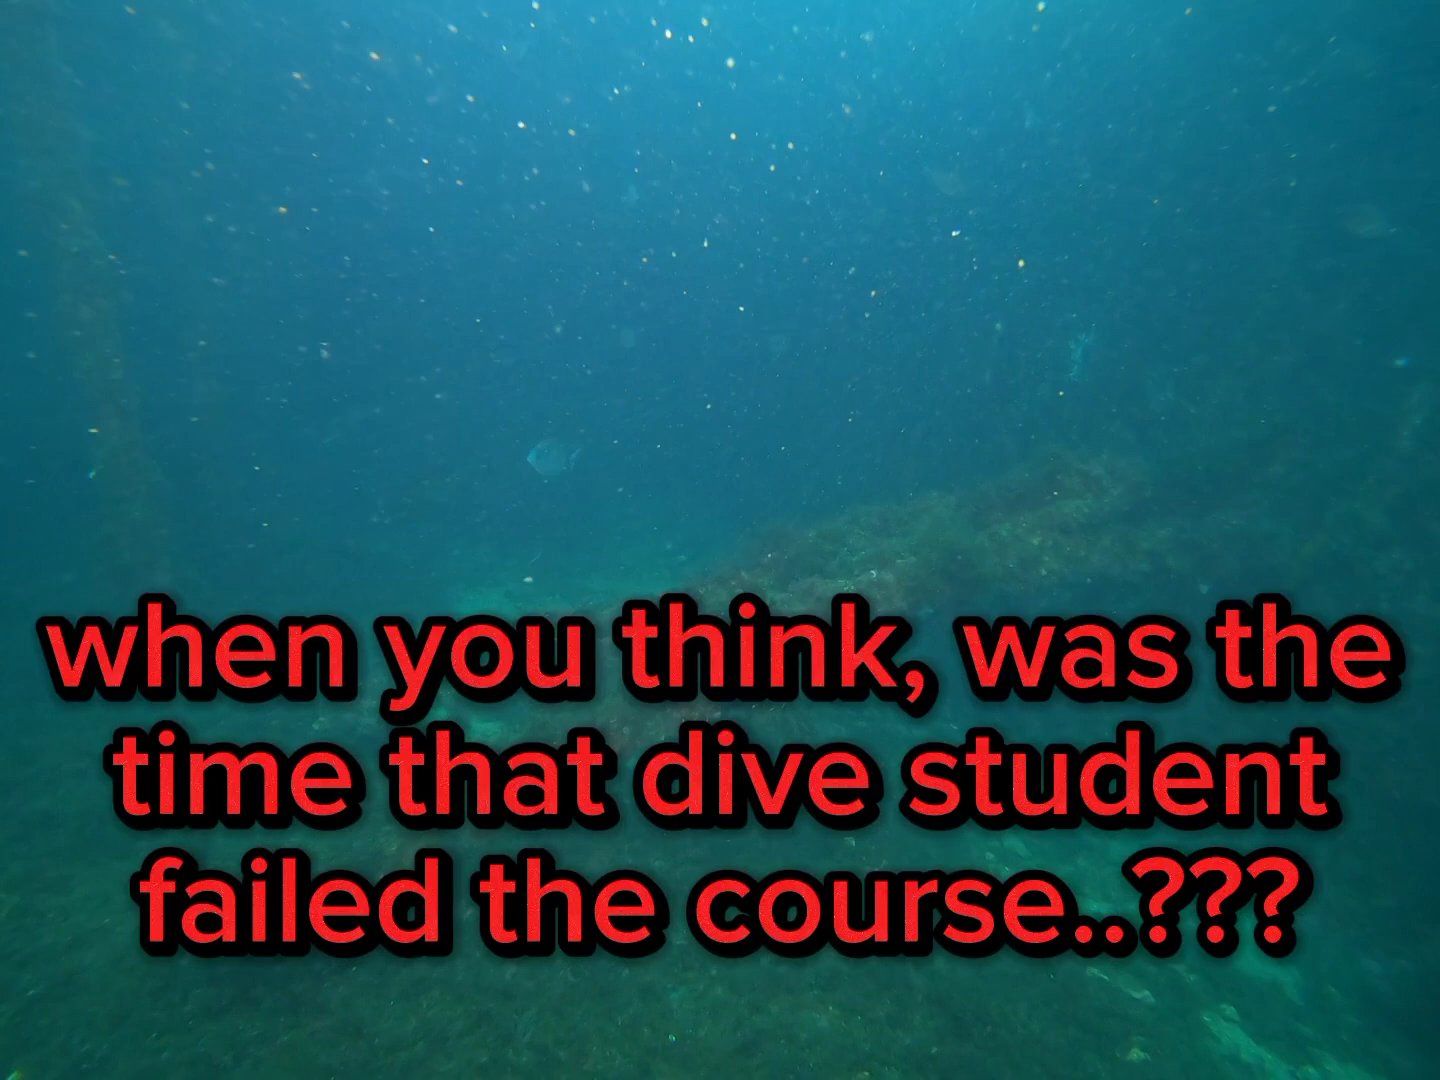 when you think, was the
time that dive student
failed the course..???